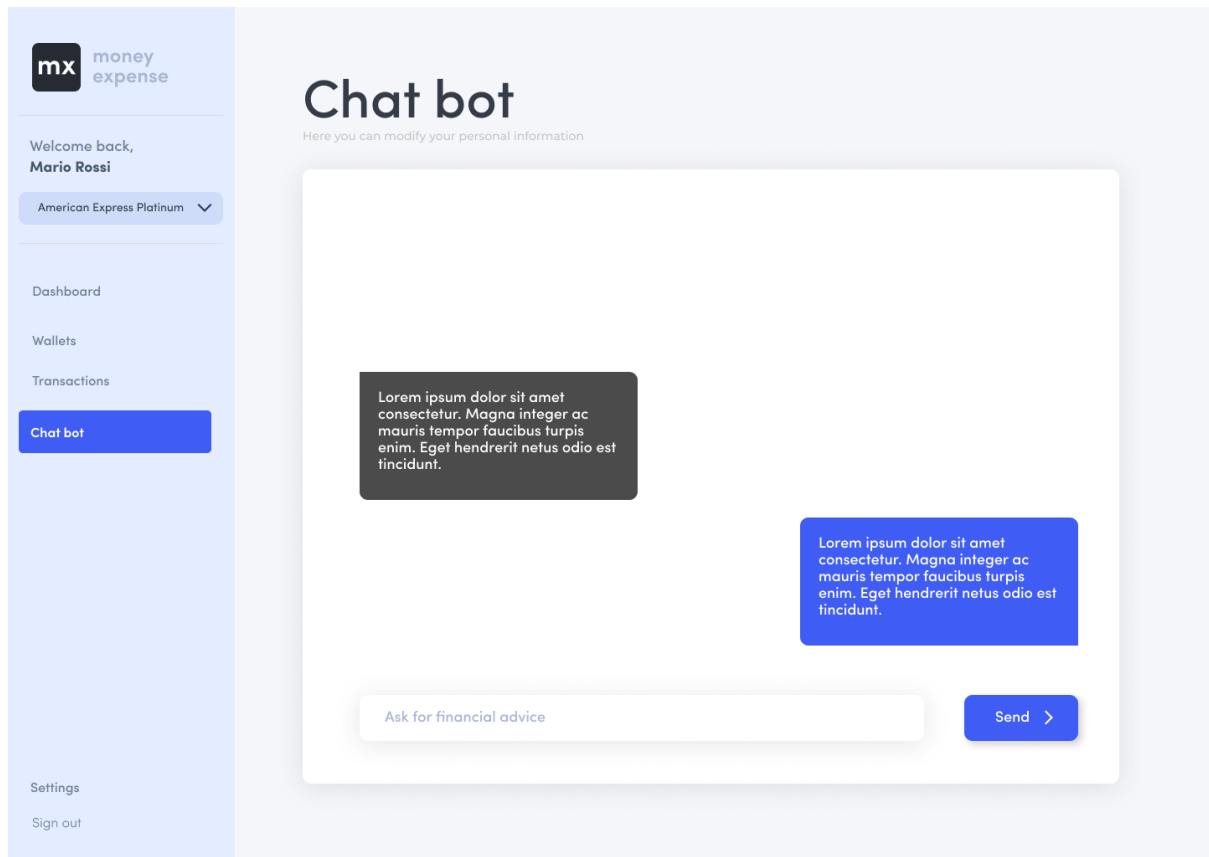 mx
money
expense
Welcome back,
Mario Rossi
American Express Platinum
Dashboard
Wallets
Transactions
Chat bot
Settings
Sign out
Chat bot
Here you can modify your personal information
Lorem ipsum dolor sit amet
consectetur. Magna integer ac
mauris tempor faucibus turpis
enim. Eget hendrerit netus odio est
tincidunt.
Lorem ipsum dolor sit amet
consectetur. Magna integer ac
mauris tempor faucibus turpis
enim. Eget hendrerit netus odio est
tincidunt.
Ask for financial advice
Send